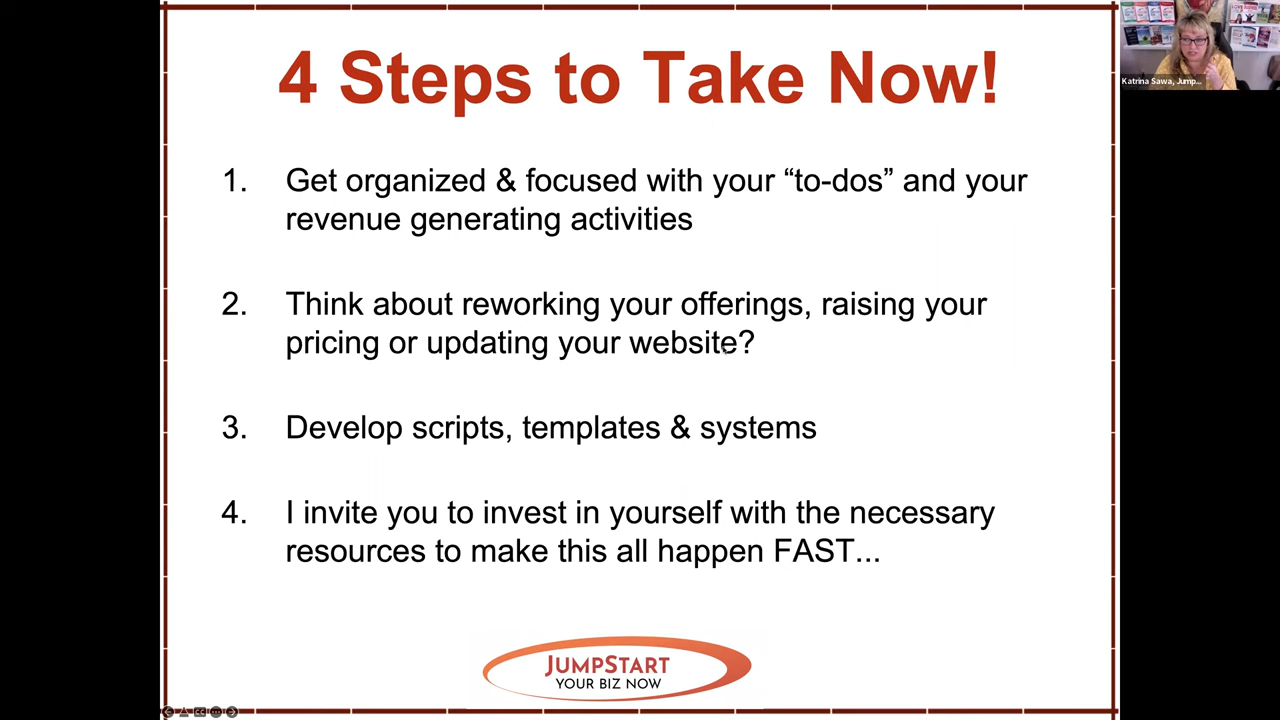 4 Steps to Take Now!
1. Get organized & focused with your “to-dos” and your
revenue generating activities
2. Think about reworking your offerings, raising your
pricing or updating your website?
3. Develop scripts, templates & systems
4. I invite you to invest in yourself with the necessary
resources to make this all happen FAST...
JUMPSTART
YOUR BIZ NOW
Katrina Sawa, Jump...